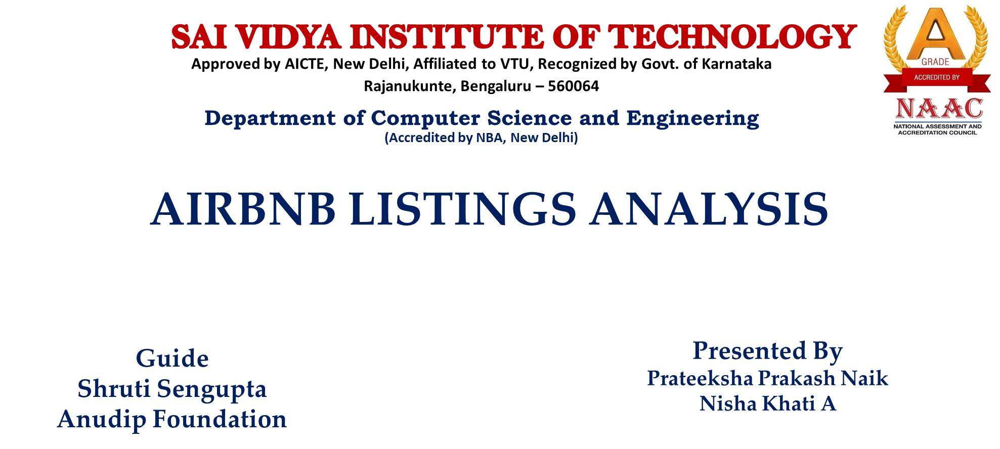 SAI VIDYA INSTITUTE OF TECHNOLOGY
Approved by AICTE, New Delhi, Affiliated to VTU, Recognized by Govt. of Karnataka
Rajanukunte, Bengaluru – 560064
Department of Computer Science and Engineering
(Accredited by NBA, New Delhi)
A
GRADE
ACCREDITED BY
NAAC
NATIONAL ASSESSMENT AND
ACCREDITATION COUNCIL
AIRBNB LISTINGS ANALYSIS
Guide
Shruti Sengupta
Anudip Foundation
Presented By
Prateeksha Prakash Naik
Nisha Khati A